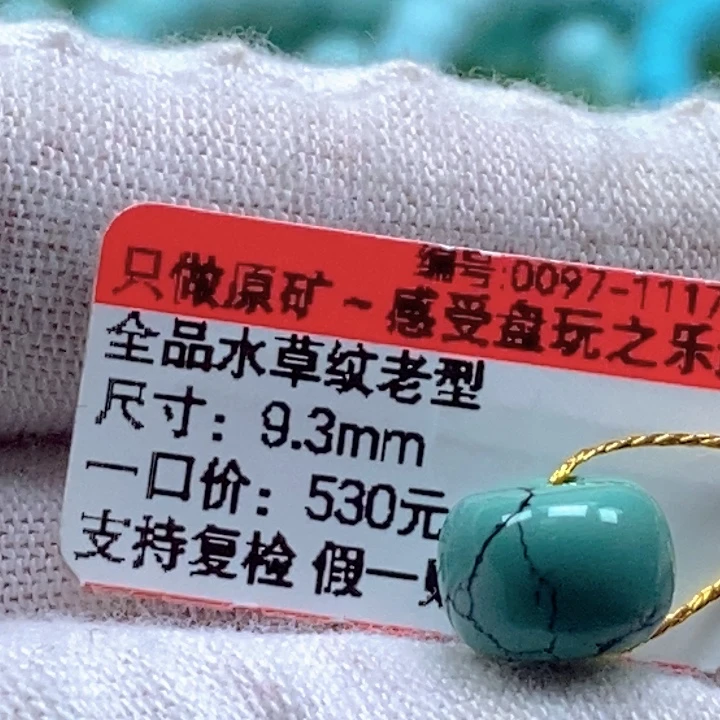 编号:0097-1117
只做原矿~感受盘玩之乐
全品水草纹老型
尺寸：9.3mm
一口价：530元
支持复检 假一